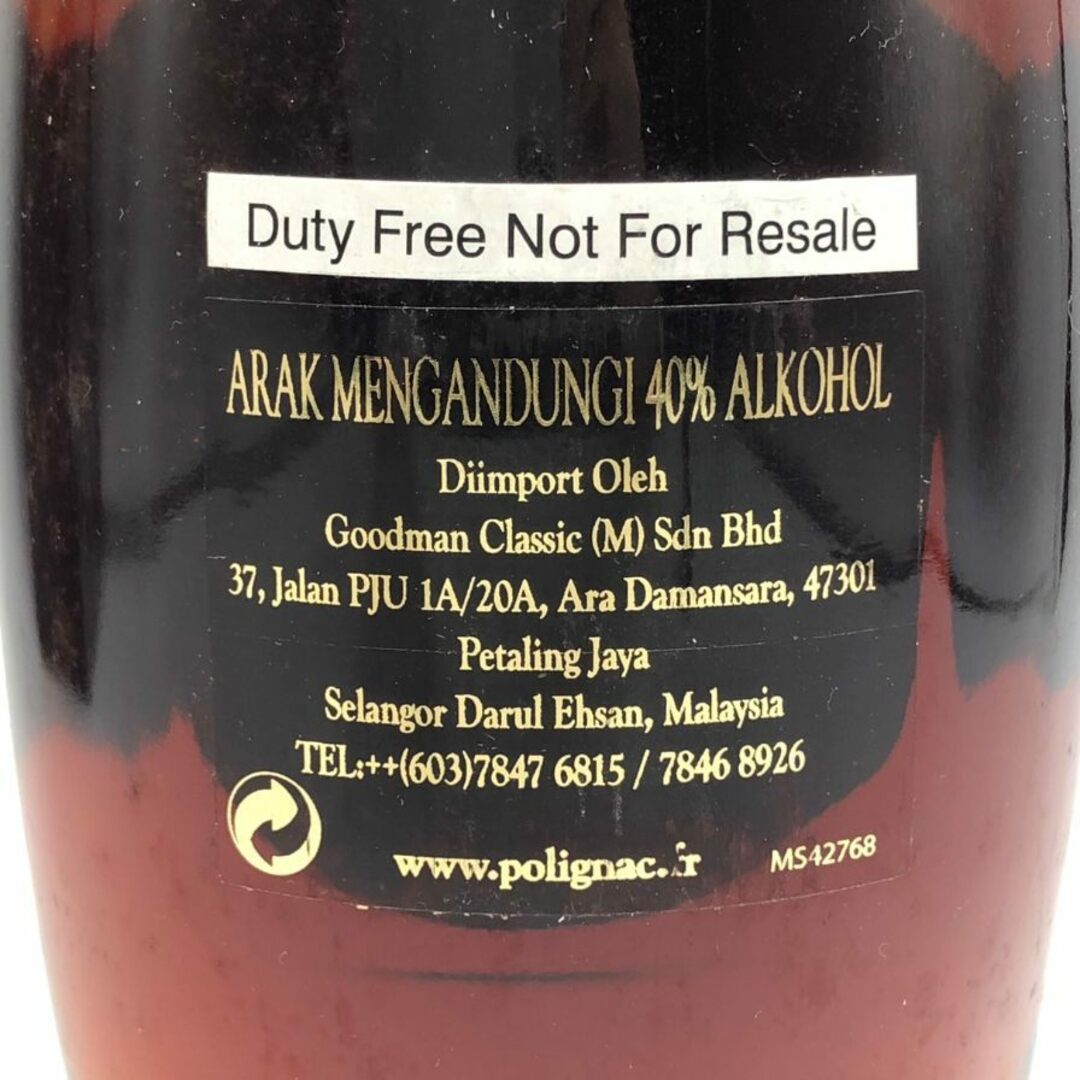 Duty Free Not For Resale
ARAK MENGANDUNGI 40% ALKOHOL
Diimport Oleh
Goodman Classic (M) Sdn Bhd
37, Jalan PJU 1A/20A, Ara Damansara, 47301
Petaling Jaya
Selangor Darul Ehsan, Malaysia
TEL:++(603)7847 6815 / 7846 8926
www.polignac.fr
MS42768